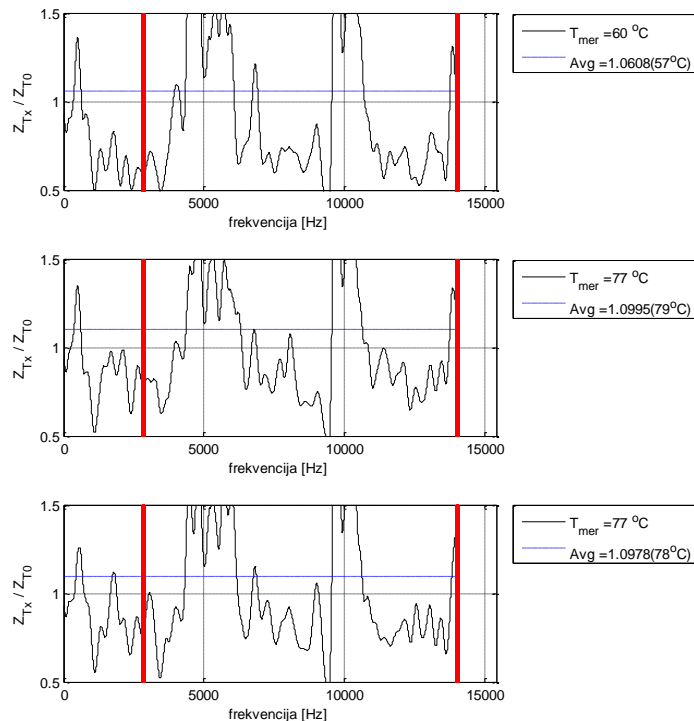 1.5
1
0.5
0
5000
10000
15000
frekvencija [Hz]
Z_Tx / Z_T0
T_mer =60 °C
Avg =1.0608(57°C)
1.5
1
0.5
0
5000
10000
15000
frekvencija [Hz]
Z_Tx / Z_T0
T_mer =77 °C
Avg =1.0995(79°C)
1.5
1
0.5
0
5000
10000
15000
frekvencija [Hz]
Z_Tx / Z_T0
T_mer =77 °C
Avg =1.0978(78°C)